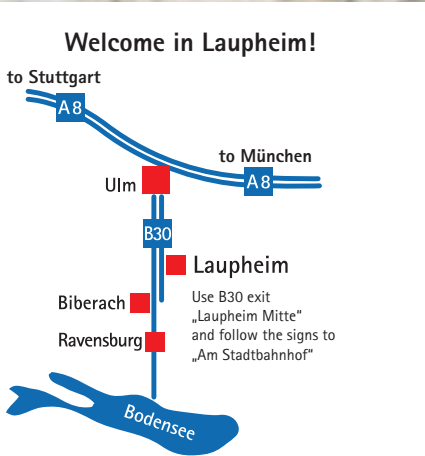 Welcome in Laupheim!
to Stuttgart
A8
to München
A8
Ulm
B30
Laupheim
Use B30 exit
„Laupheim Mitte"
and follow the signs to
„Am Stadtbahnhof"
Biberach
Ravensburg
Bodensee